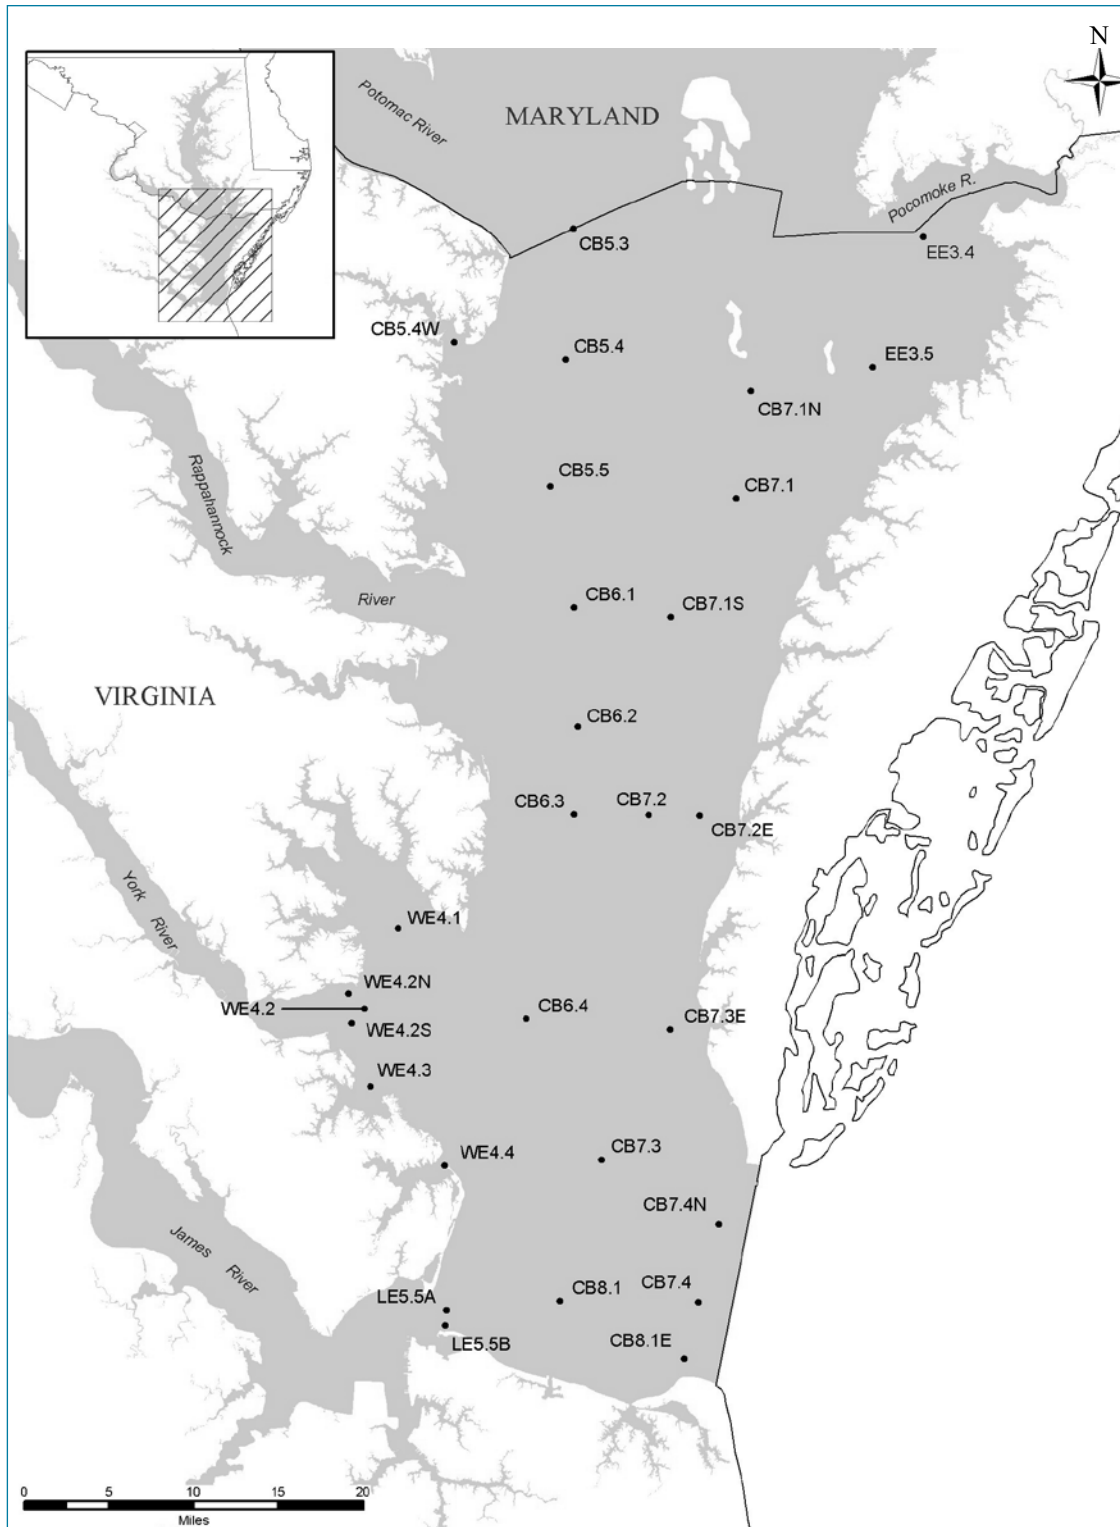 N
MARYLAND
Potomac River
Pocomoke R.
CB5.3
EE3.4
CB5.4W
CB5.4
EE3.5
CB7.1N
Rappahannock
CB5.5
CB7.1
River
CB6.1
CB7.1S
VIRGINIA
CB6.2
CB6.3
CB7.2
CB7.2E
York
River
WE4.1
WE4.2N
WE4.2
WE4.2S
CB6.4
CB7.3E
WE4.3
WE4.4
CB7.3
CB7.4N
James
River
LE5.5A
CB8.1
CB7.4
LE5.5B
CB8.1E
0 5 10 15 20
Miles